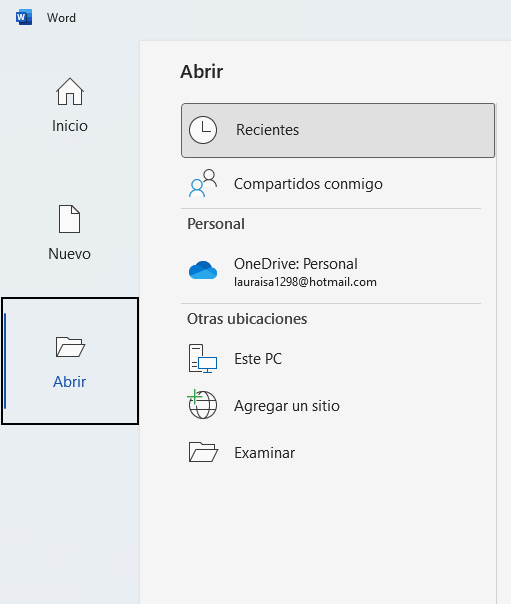 Word
Inicio
Nuevo
Abrir
Abrir
Recientes
Compartidos conmigo
Personal
OneDrive: Personal
lauraisa1298@hotmail.com
Otras ubicaciones
Este PC
Agregar un sitio
Examinar